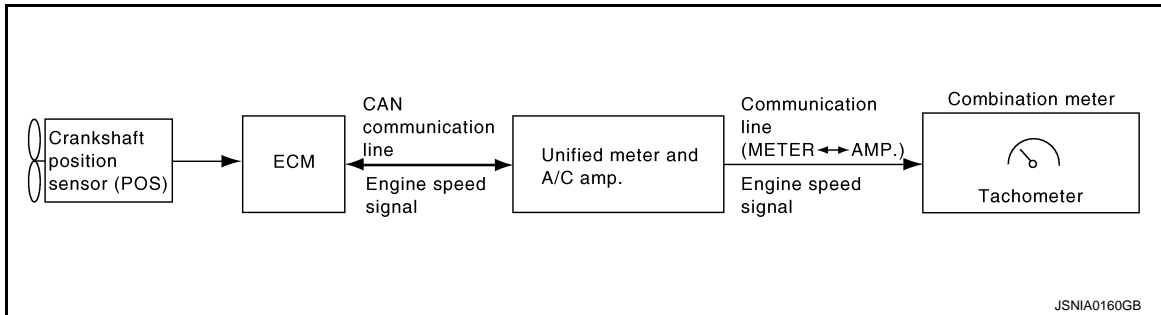 Crankshaft
position
sensor (POS)
ECM
CAN
communication
line
Engine speed
signal
Unified meter and
A/C amp.
Communication
line
(METER ↔ AMP.)
Engine speed
signal
Combination meter
Tachometer
JSNIA0160GB